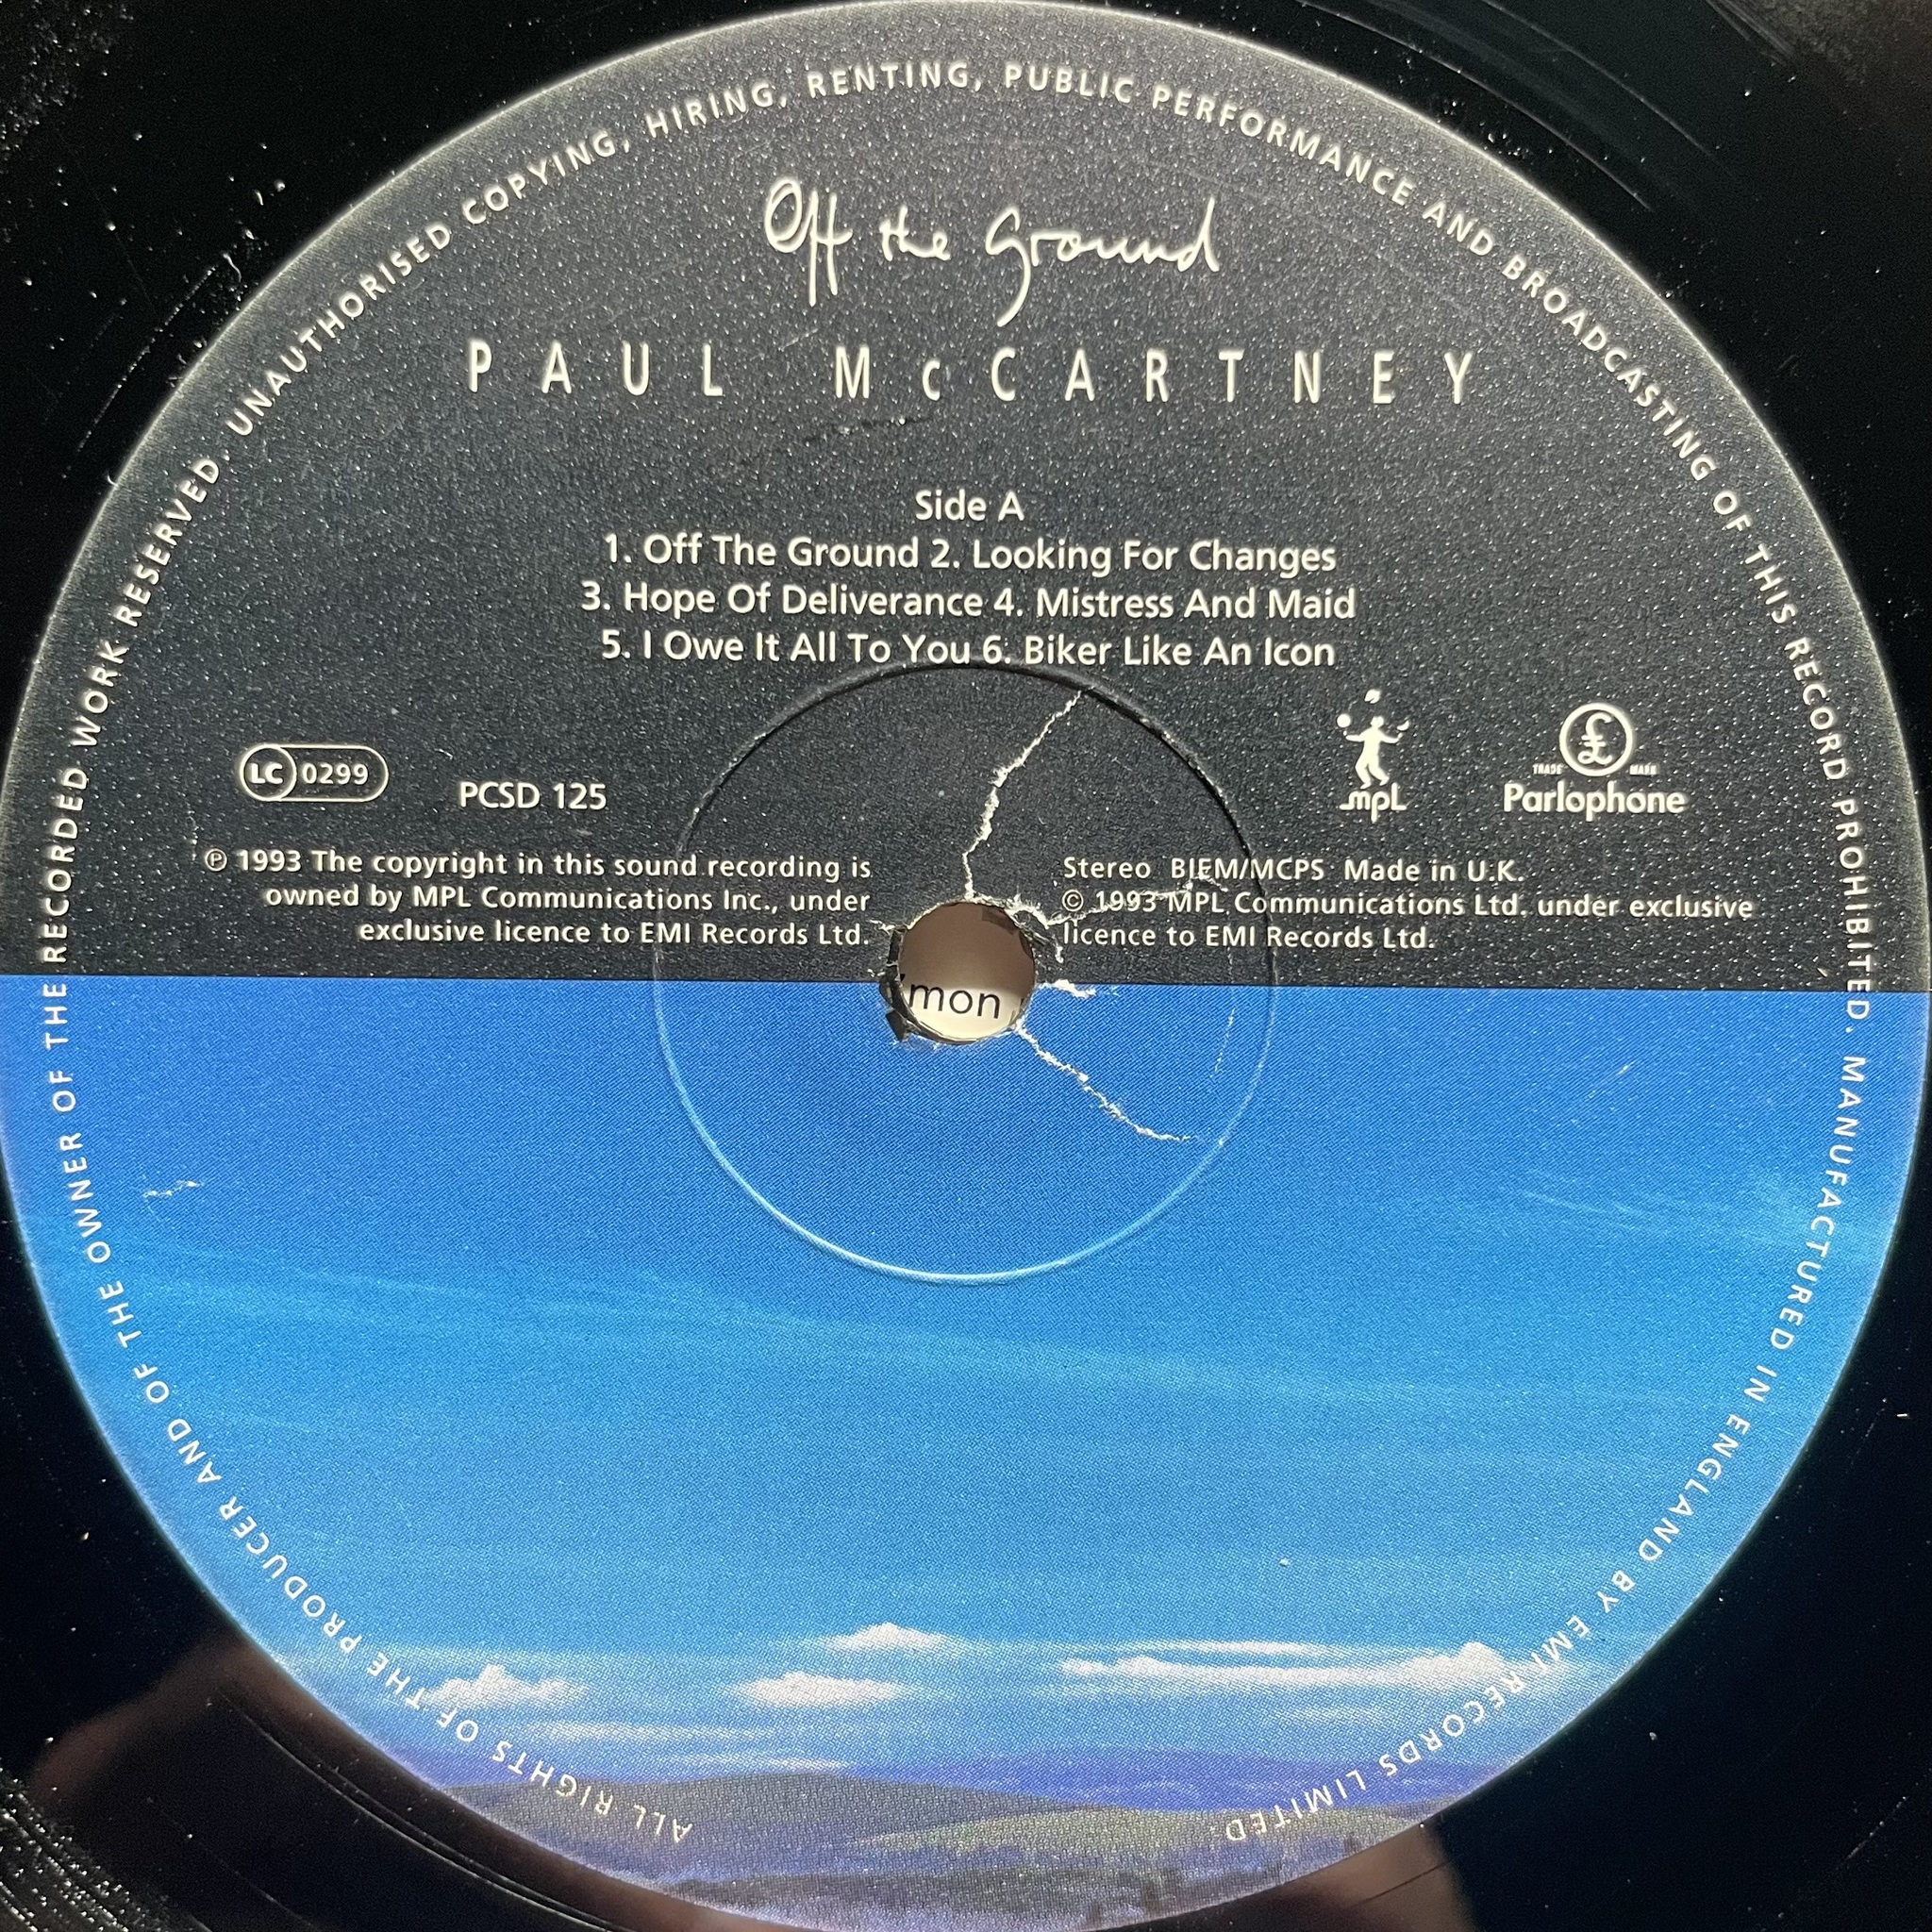 Off the Ground
PAUL McCARTNEY
Side A
1. Off The Ground 2. Looking For Changes
3. Hope Of Deliverance 4. Mistress And Maid
5. I Owe It All To You 6. Biker Like An Icon
LC 0299
PCSD 125
mpL
£
TRADE MARK
Parlophone
℗ 1993 The copyright in this sound recording is
owned by MPL Communications Inc., under
exclusive licence to EMI Records Ltd.
Stereo BIEM/MCPS Made in U.K.
© 1993 MPL Communications Ltd. under exclusive
licence to EMI Records Ltd.
'mon
ALL RIGHTS OF THE PRODUCER AND OF THE OWNER OF THE RECORDED WORK RESERVED. UNAUTHORISED COPYING, HIRING, RENTING, PUBLIC PERFORMANCE AND BROADCASTING OF THIS RECORD PROHIBITED. MANUFACTURED IN ENGLAND BY EMI RECORDS LIMITED.